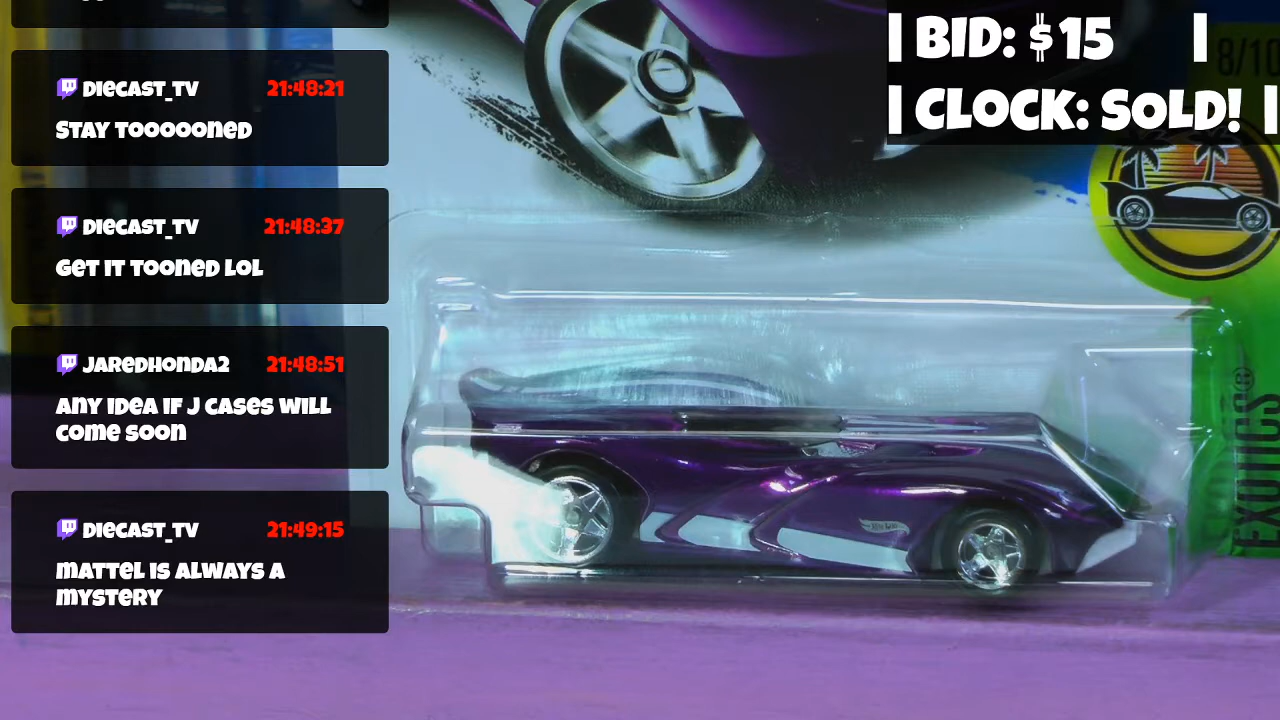 DIECAST_TV 21:48:21
STAY TOOOOONED
DIECAST_TV 21:48:37
GET IT TOONED LOL
JAREDHONDA2 21:48:51
ANY IDEA IF J CASES WILL
COME SOON
DIECAST_TV 21:49:15
MATTEL IS ALWAYS A
MYSTERY
| BID: $15 |
| CLOCK: SOLD! |
8/10
EXOTICS®